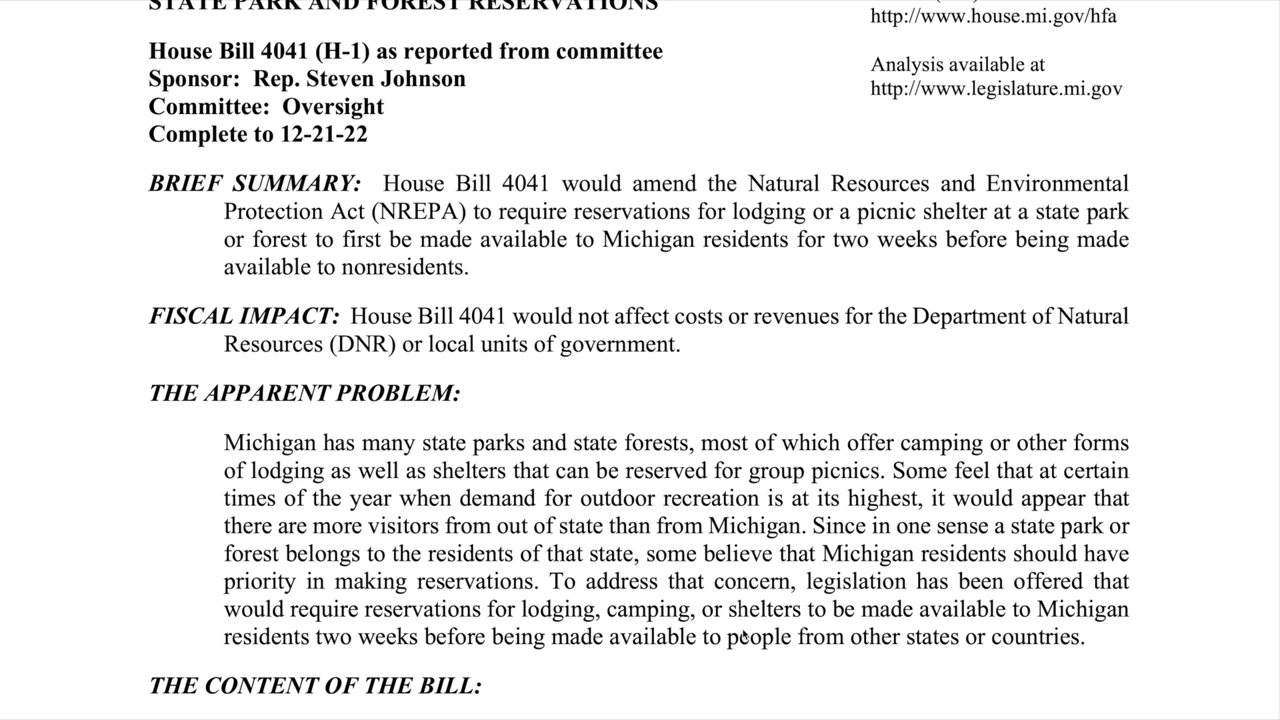 STATE PARK AND FOREST RESERVATIONS
http://www.house.mi.gov/hfa
House Bill 4041 (H-1) as reported from committee
Analysis available at
Sponsor: Rep. Steven Johnson
http://www.legislature.mi.gov
Committee: Oversight
Complete to 12-21-22
BRIEF SUMMARY: House Bill 4041 would amend the Natural Resources and Environmental
Protection Act (NREPA) to require reservations for lodging or a picnic shelter at a state park
or forest to first be made available to Michigan residents for two weeks before being made
available to nonresidents.
FISCAL IMPACT: House Bill 4041 would not affect costs or revenues for the Department of Natural
Resources (DNR) or local units of government.
THE APPARENT PROBLEM:
Michigan has many state parks and state forests, most of which offer camping or other forms
of lodging as well as shelters that can be reserved for group picnics. Some feel that at certain
times of the year when demand for outdoor recreation is at its highest, it would appear that
there are more visitors from out of state than from Michigan. Since in one sense a state park or
forest belongs to the residents of that state, some believe that Michigan residents should have
priority in making reservations. To address that concern, legislation has been offered that
would require reservations for lodging, camping, or shelters to be made available to Michigan
residents two weeks before being made available to people from other states or countries.
THE CONTENT OF THE BILL: